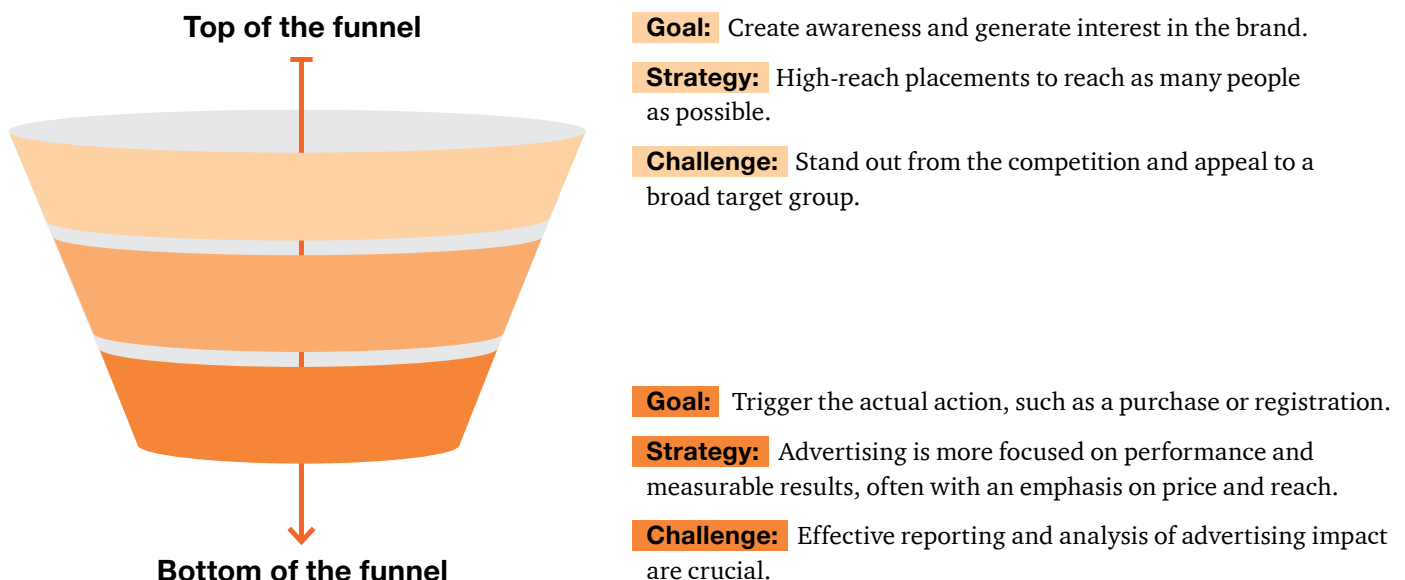 Top of the funnel
Goal: Create awareness and generate interest in the brand.
Strategy: High-reach placements to reach as many people
as possible.
Challenge: Stand out from the competition and appeal to a
broad target group.
Goal: Trigger the actual action, such as a purchase or registration.
Strategy: Advertising is more focused on performance and
measurable results, often with an emphasis on price and reach.
Challenge: Effective reporting and analysis of advertising impact
are crucial.
Bottom of the funnel